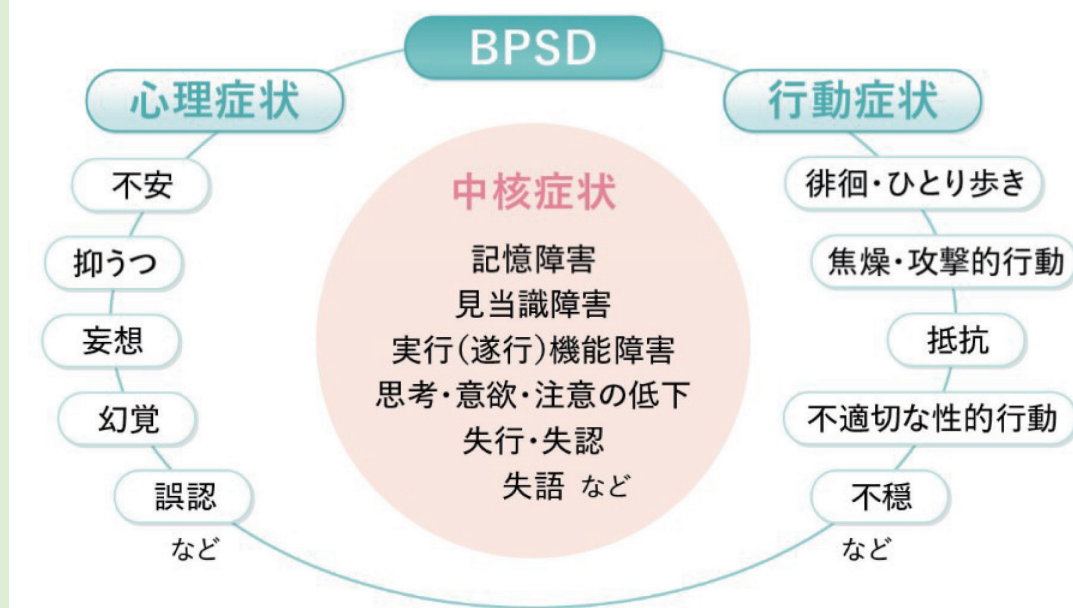 BPSD
心理症状
不安
抑うつ
妄想
幻覚
誤認
など
中核症状
記憶障害
見当識障害
実行(遂行)機能障害
思考・意欲・注意の低下
失行・失認
失語 など
行動症状
徘徊・ひとり歩き
焦燥・攻撃的行動
抵抗
不適切な性的行動
不穏
など